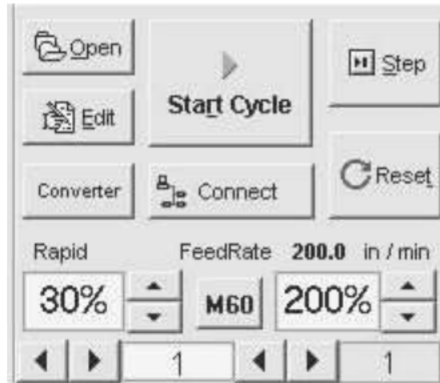 Open
Start Cycle
Step
Edit
Converter
Connect
Reset
Rapid FeedRate 200.0 in / min
30% M60 200%
1 1